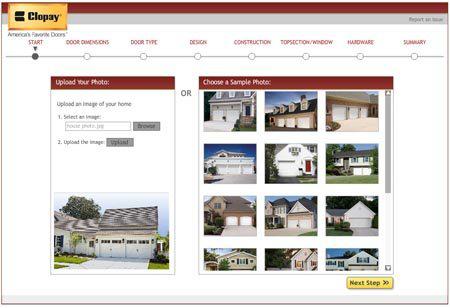 Clopay
America's Favorite Doors
Report an Issue
START
DOOR DIMENSIONS
DOOR TYPE
DESIGN
CONSTRUCTION
TOPSECTION/WINDOW
HARDWARE
SUMMARY
Upload Your Photo:
OR
Choose a Sample Photo:
Upload an image of your home
1. Select an image:
house photo.jpg
Browse
2. Upload the image:
Upload
Next Step >>